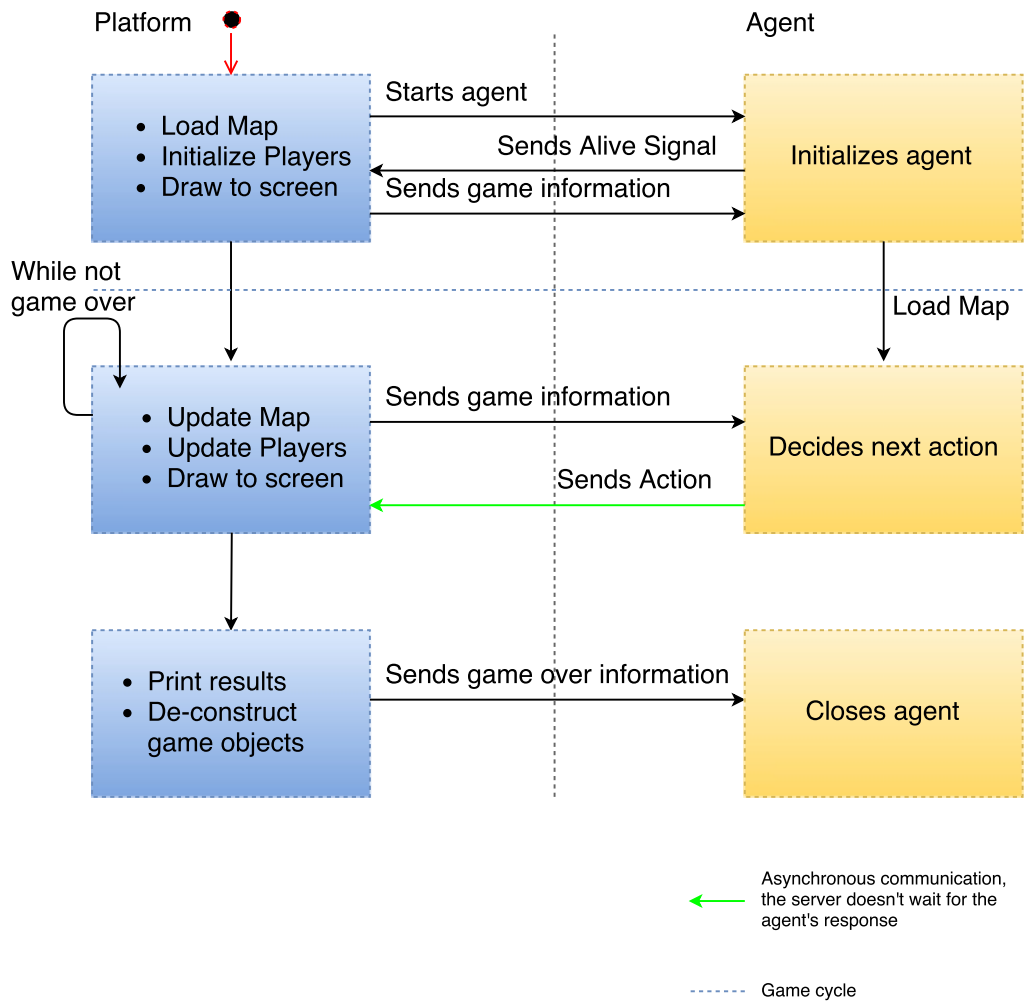 Platform
Agent
Starts agent
• Load Map
• Initialize Players
• Draw to screen
Sends Alive Signal
Initializes agent
Sends game information
While not
game over
Load Map
Sends game information
• Update Map
• Update Players
• Draw to screen
Decides next action
Sends Action
Sends game over information
• Print results
• De-construct
game objects
Closes agent
Asynchronous communication,
the server doesn't wait for the
agent's response
Game cycle